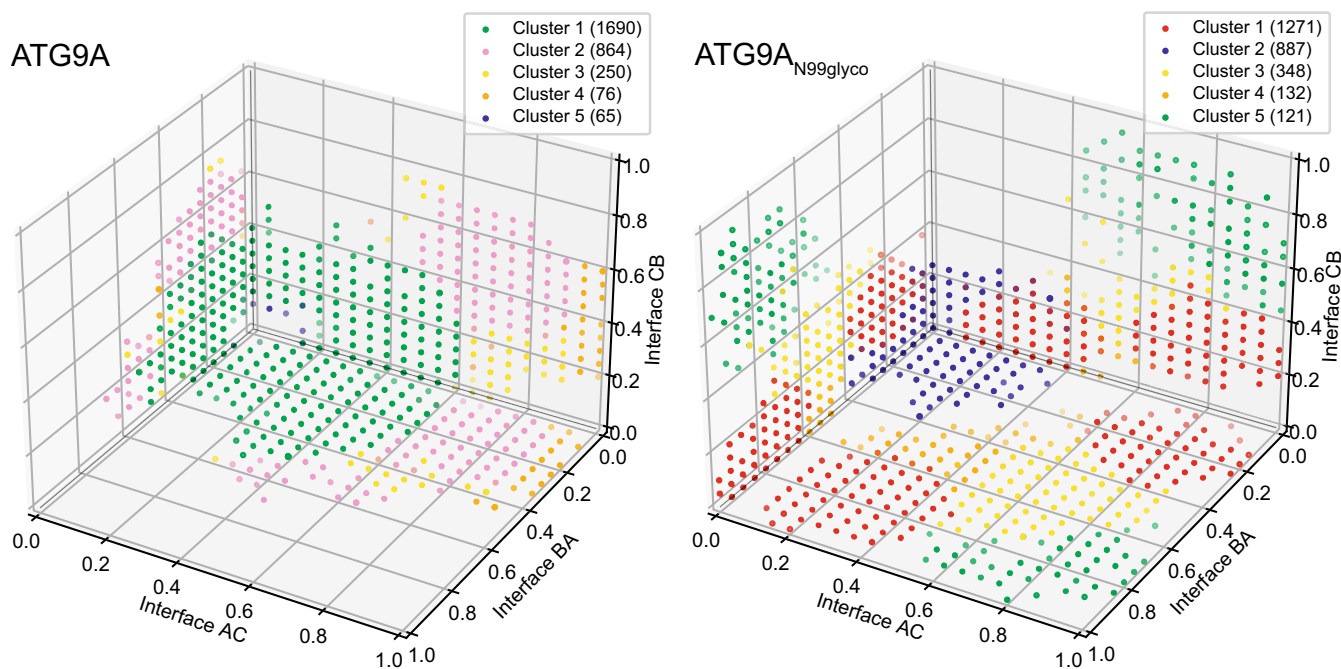 ATG9A
Cluster 1 (1690)
Cluster 2 (864)
Cluster 3 (250)
Cluster 4 (76)
Cluster 5 (65)
1.0
0.8
0.6
0.4
0.2
0.0
Interface CB
0.0
0.2
0.4
0.6
0.8
1.0
Interface BA
0.0
0.2
0.4
0.6
0.8
1.0
Interface AC
ATG9A N99glyco
Cluster 1 (1271)
Cluster 2 (887)
Cluster 3 (348)
Cluster 4 (132)
Cluster 5 (121)
1.0
0.8
0.6
0.4
0.2
0.0
Interface CB
0.0
0.2
0.4
0.6
0.8
1.0
Interface BA
0.0
0.2
0.4
0.6
0.8
1.0
Interface AC